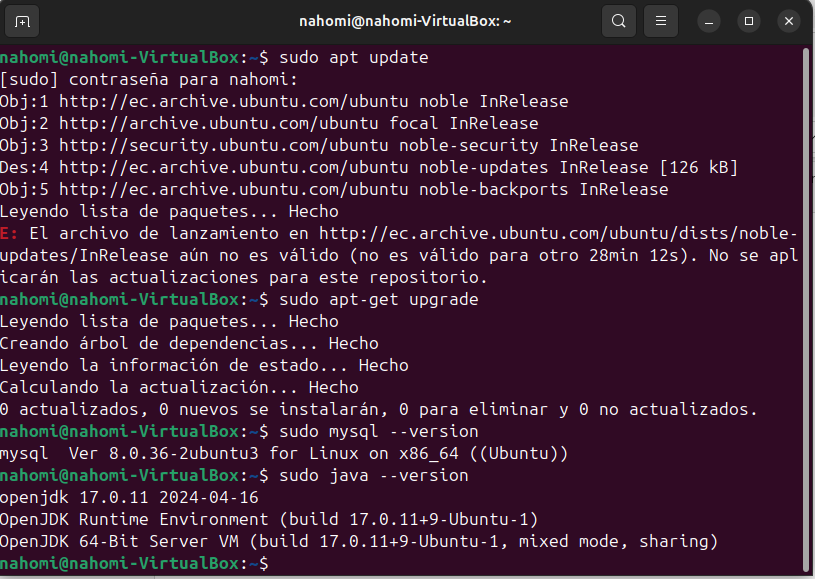 nahomi@nahomi-VirtualBox: ~
nahomi@nahomi-VirtualBox:~$ sudo apt update
[sudo] contraseña para nahomi:
Obj:1 http://ec.archive.ubuntu.com/ubuntu noble InRelease
Obj:2 http://archive.ubuntu.com/ubuntu focal InRelease
Obj:3 http://security.ubuntu.com/ubuntu noble-security InRelease
Des:4 http://ec.archive.ubuntu.com/ubuntu noble-updates InRelease [126 kB]
Obj:5 http://ec.archive.ubuntu.com/ubuntu noble-backports InRelease
Leyendo lista de paquetes... Hecho
E: El archivo de lanzamiento en http://ec.archive.ubuntu.com/ubuntu/dists/noble-
updates/InRelease aún no es válido (no es válido para otro 28min 12s). No se apl
icarán las actualizaciones para este repositorio.
nahomi@nahomi-VirtualBox:~$ sudo apt-get upgrade
Leyendo lista de paquetes... Hecho
Creando árbol de dependencias... Hecho
Leyendo la información de estado... Hecho
Calculando la actualización... Hecho
0 actualizados, 0 nuevos se instalarán, 0 para eliminar y 0 no actualizados.
nahomi@nahomi-VirtualBox:~$ sudo mysql --version
mysql  Ver 8.0.36-2ubuntu3 for Linux on x86_64 ((Ubuntu))
nahomi@nahomi-VirtualBox:~$ sudo java --version
openjdk 17.0.11 2024-04-16
OpenJDK Runtime Environment (build 17.0.11+9-Ubuntu-1)
OpenJDK 64-Bit Server VM (build 17.0.11+9-Ubuntu-1, mixed mode, sharing)
nahomi@nahomi-VirtualBox:~$